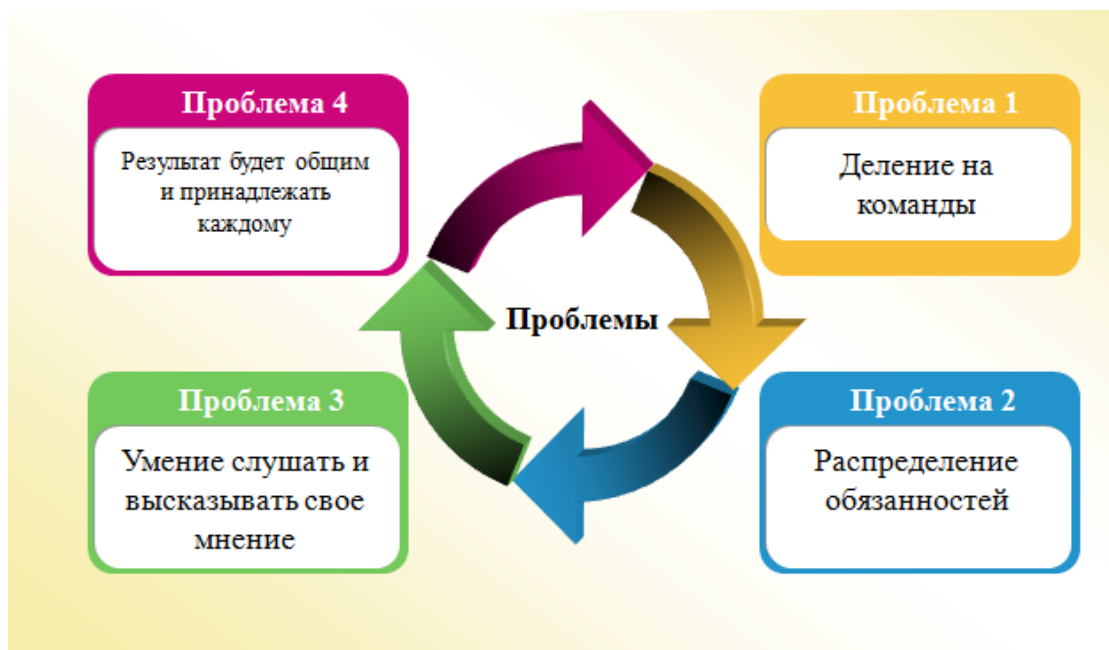 Проблема 4
Результат будет общим
и принадлежать
каждому
Проблема 1
Деление на
команды
Проблемы
Проблема 3
Умение слушать и
высказывать свое
мнение
Проблема 2
Распределение
обязанностей